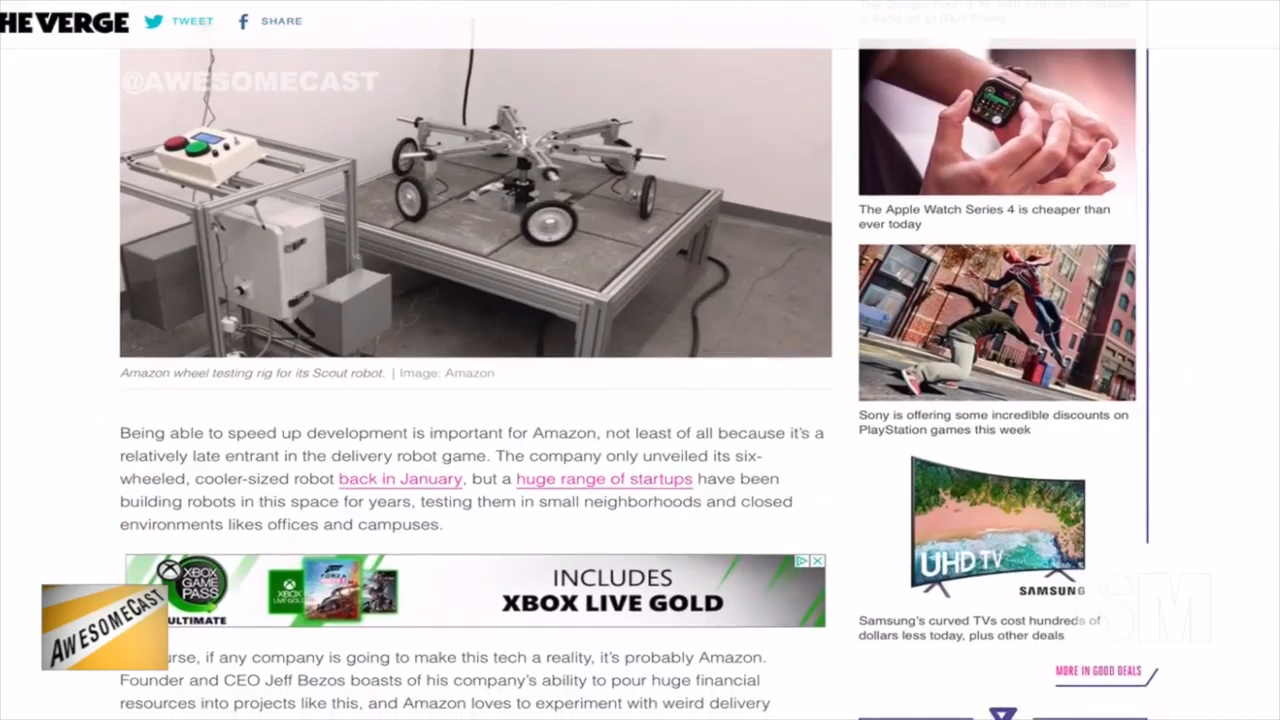 HE VERGE
TWEET
SHARE
@AWESOMECAST
Amazon wheel testing rig for its Scout robot. | Image: Amazon
Being able to speed up development is important for Amazon, not least of all because it's a
relatively late entrant in the delivery robot game. The company only unveiled its six-
wheeled, cooler-sized robot back in January, but a huge range of startups have been
building robots in this space for years, testing them in small neighborhoods and closed
environments likes offices and campuses.
XBOX
GAME
PASS
ULTIMATE
INCLUDES
XBOX LIVE GOLD
AWESOMECAST
urse, if any company is going to make this tech a reality, it's probably Amazon.
Founder and CEO Jeff Bezos boasts of his company's ability to pour huge financial
resources into projects like this, and Amazon loves to experiment with weird delivery
The Apple Watch Series 4 is cheaper than
ever today
Sony is offering some incredible discounts on
PlayStation games this week
UHD TV
SAMSUNG
Samsung's curved TVs cost hundreds of
dollars less today, plus other deals
SM
MORE IN GOOD DEALS